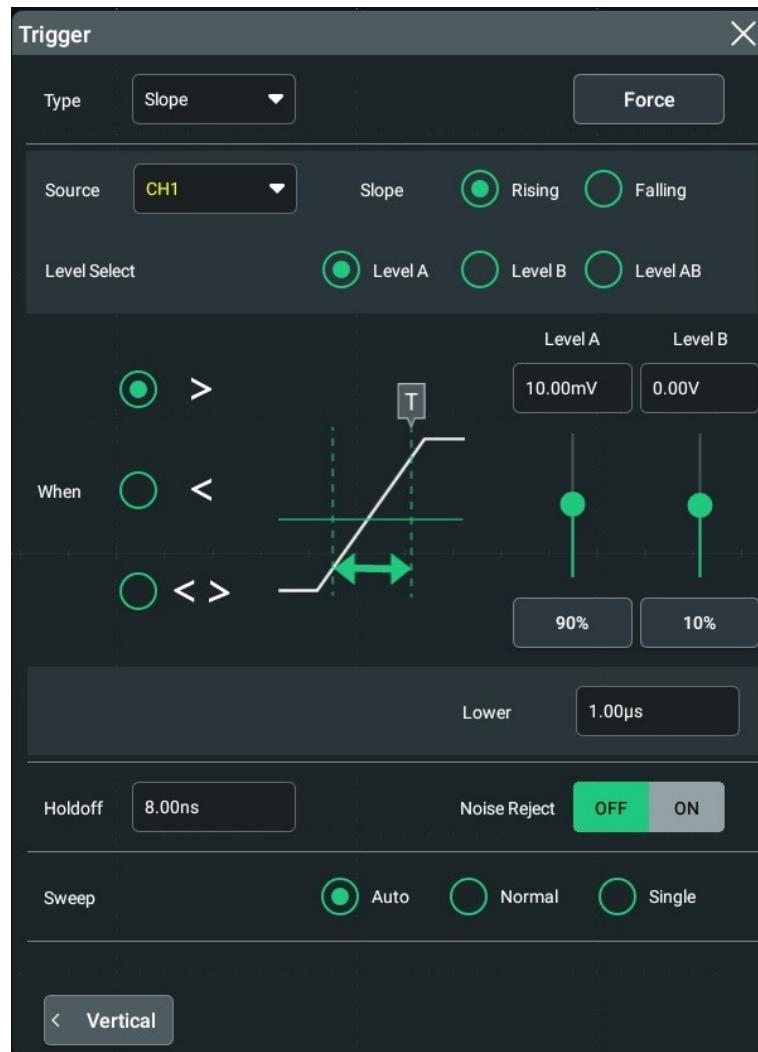 Trigger
Type Slope Force
Source CH1 Slope Rising Falling
Level Select Level A Level B Level AB
Level A Level B
> 10.00mV 0.00V
T
When <
< > 90% 10%
Lower 1.00μs
Holdoff 8.00ns Noise Reject OFF ON
Sweep Auto Normal Single
< Vertical